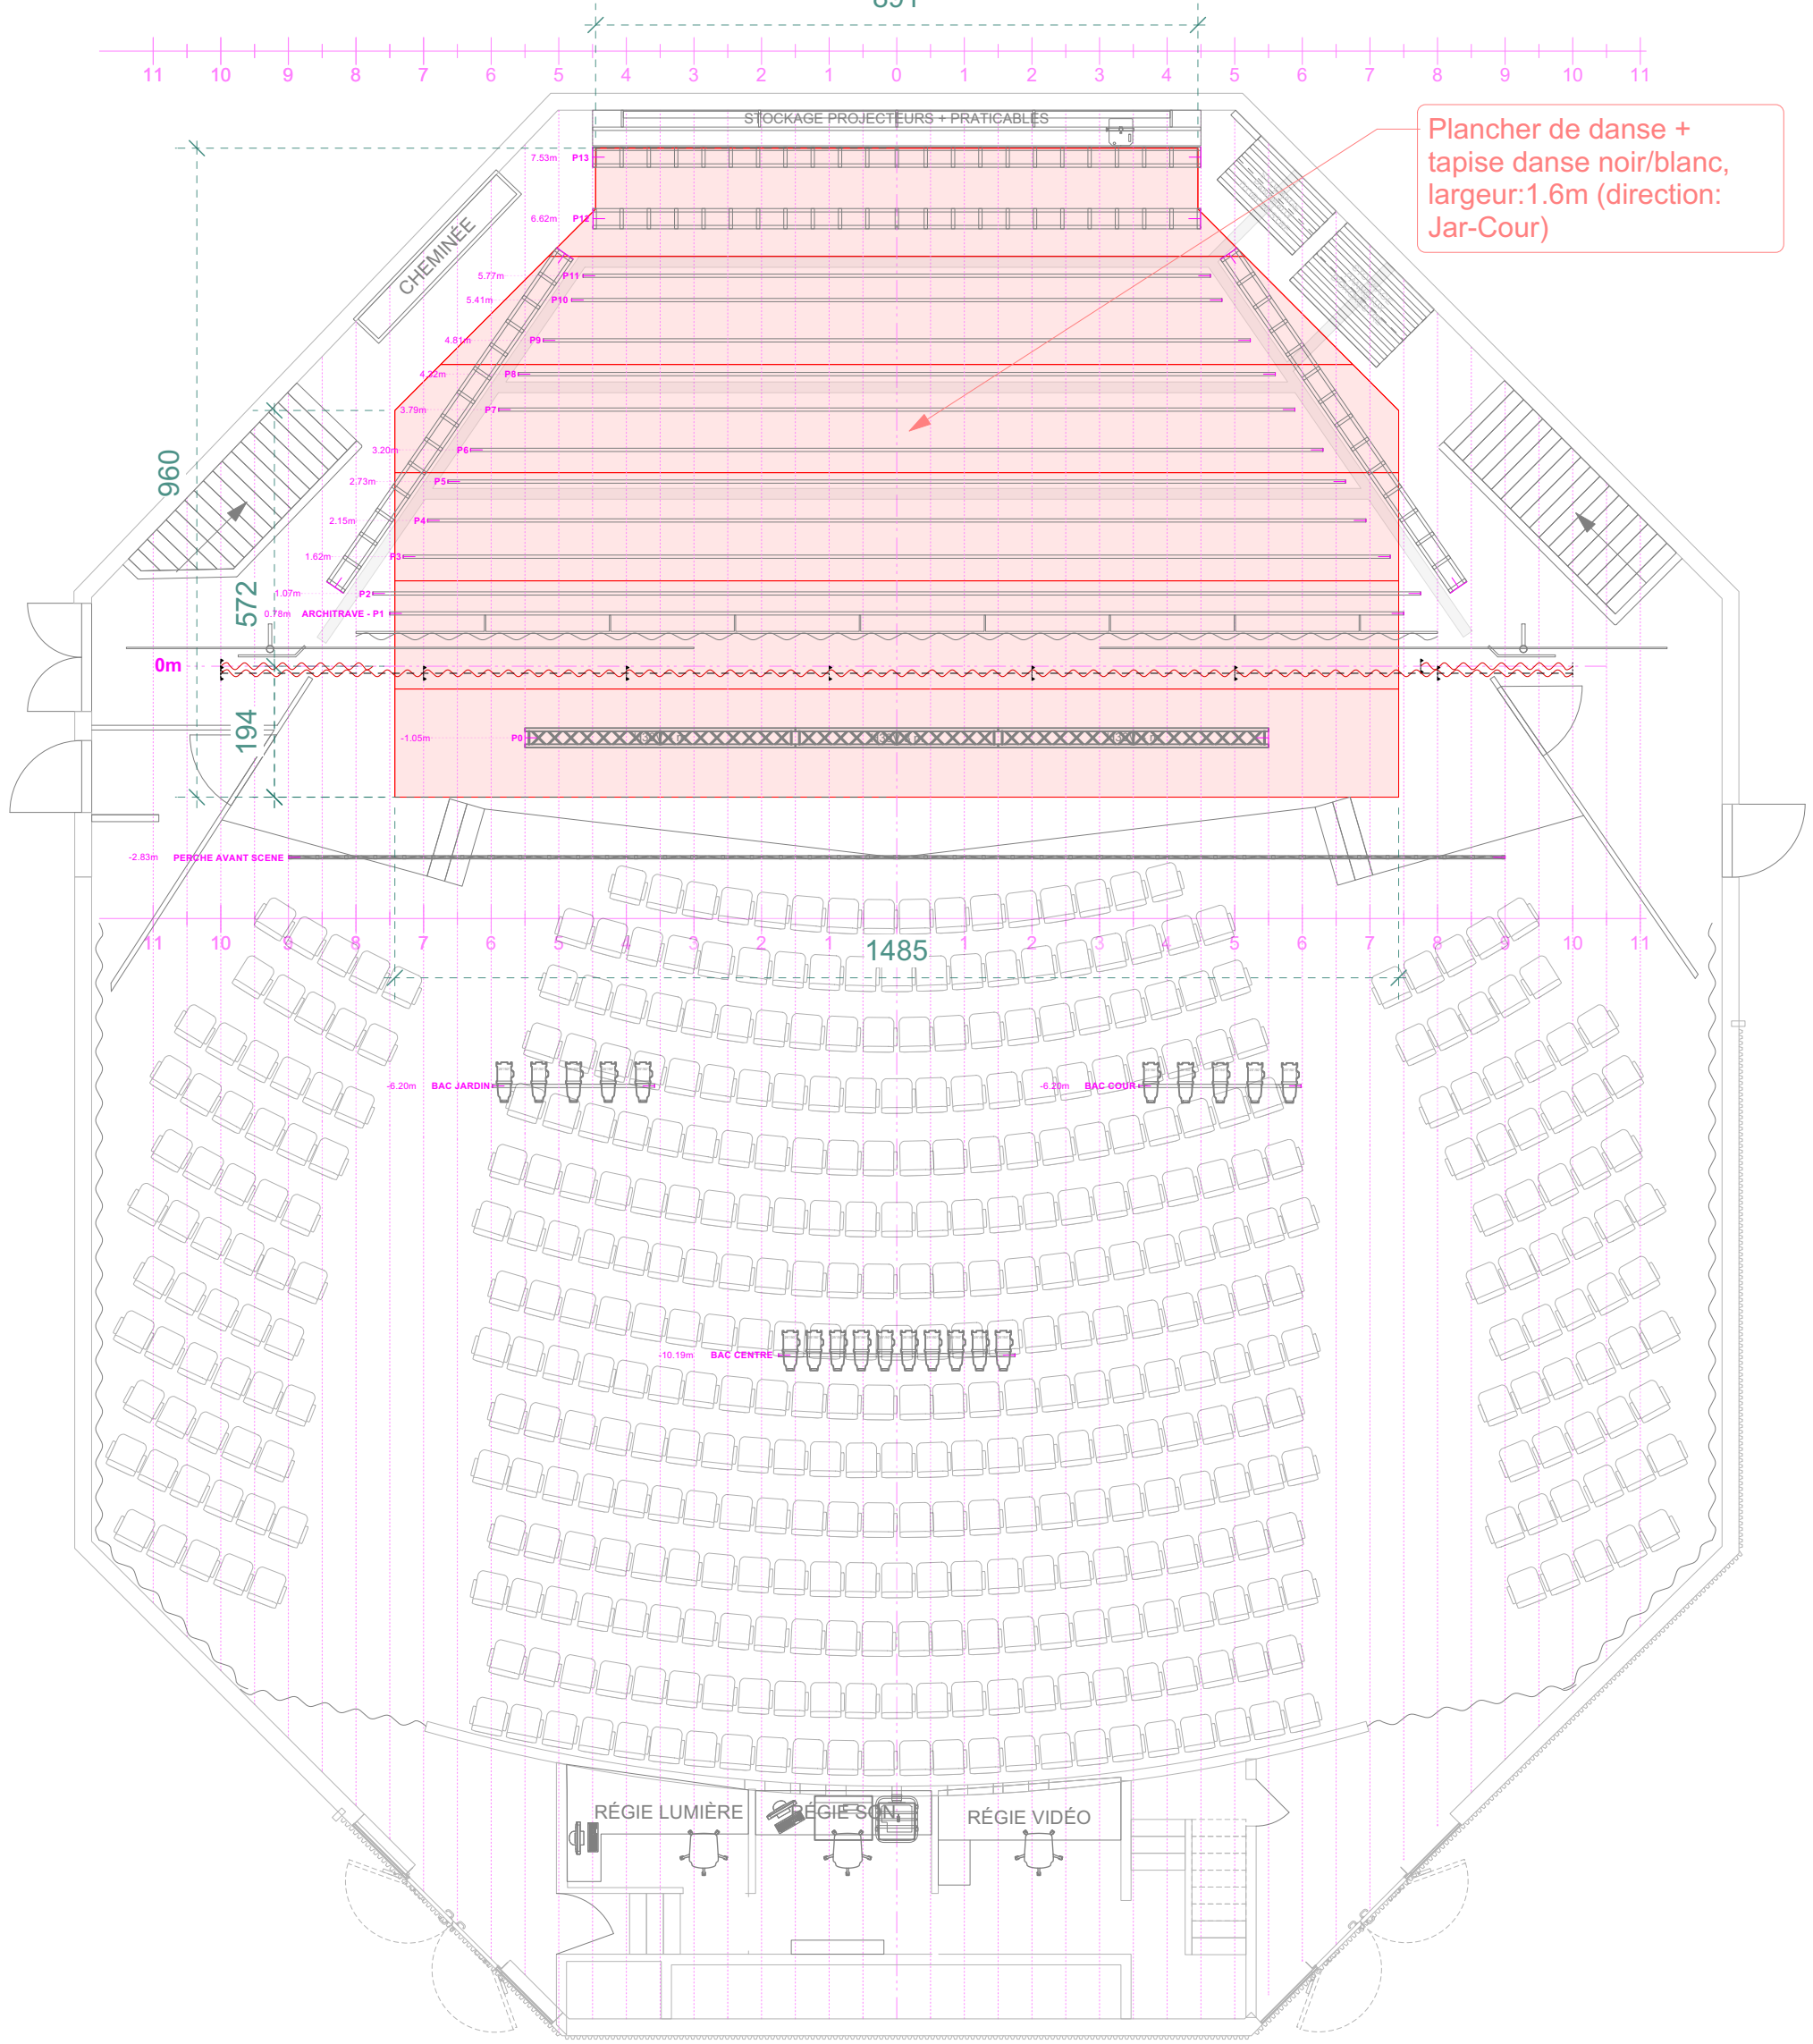 891
11 10 9 8 7 6 5 4 3 2 1 0 1 2 3 4 5 6 7 8 9 10 11
STOCKAGE PROJECTEURS + PRATICABLES
Plancher de danse +
tapise danse noir/blanc,
largeur:1.6m (direction:
Jar-Cour)
7.53m P13
6.62m P12
CHEMINÉE
5.77m P11
5.41m P10
4.81m P9
4.32m P8
3.79m P7
3.20m P6
960
2.73m P5
2.15m P4
1.62m P3
572
1.07m P2
0.78m ARCHITRAVE - P1
0m
194
-1.05m P0
-2.83m PERCHE AVANT SCENE
11 10 9 8 7 6 5 4 3 2 1 1 2 3 4 5 6 7 8 9 10 11
1485
-6.20m BAC JARDIN
-6.20m BAC COUR
-10.19m BAC CENTRE
RÉGIE LUMIÈRE
RÉGIE SON
RÉGIE VIDÉO